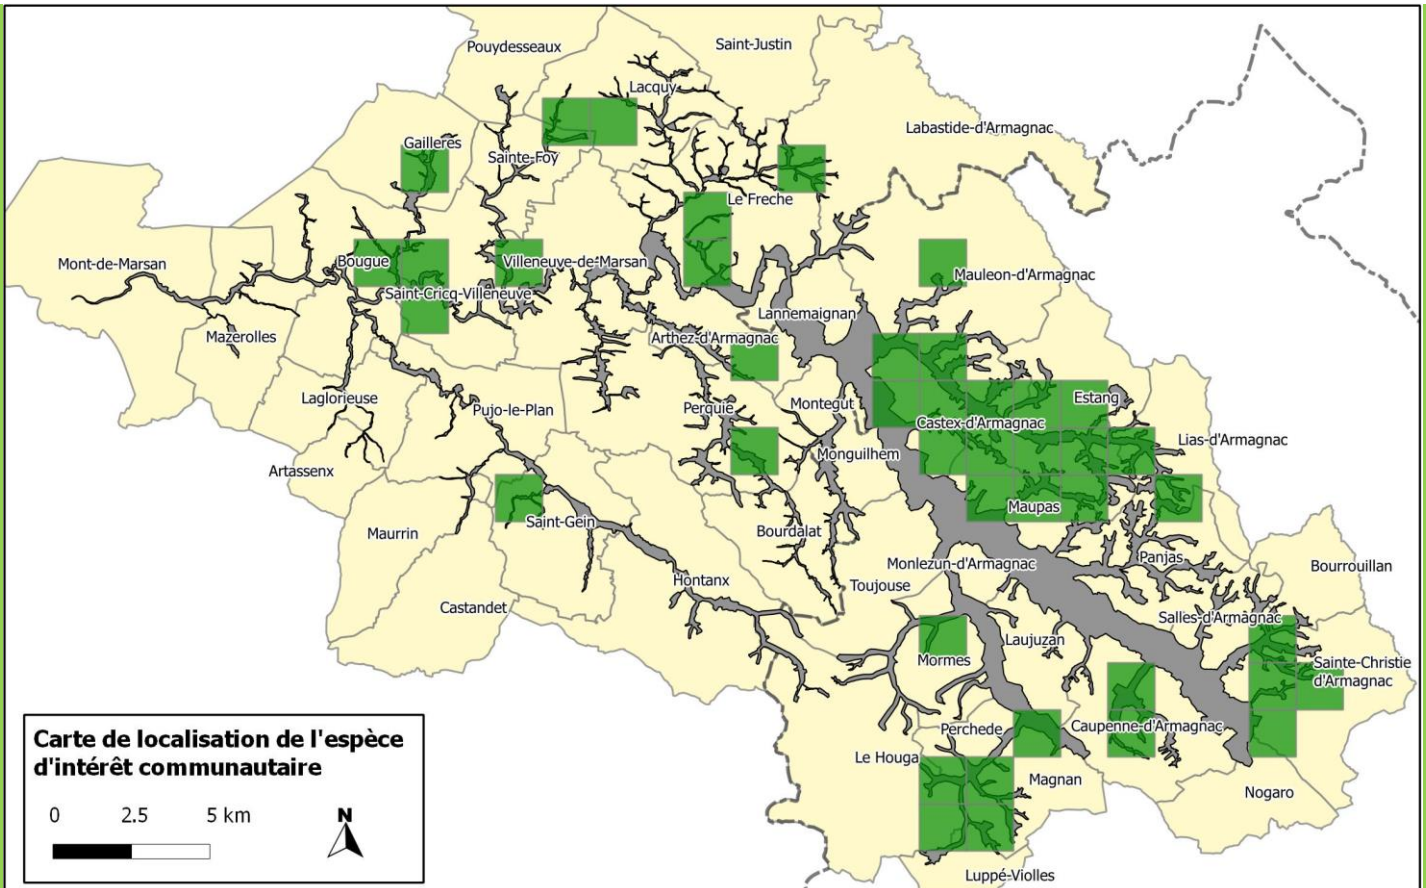 Pouydesseaux
Saint-Justin
Lacquy
Labastide-d'Armagnac
Gailleres
Sainte-Foy
Le Freche
Mont-de-Marsan
Bougue
Villeneuve-de-Marsan
Mauleon-d'Armagnac
Saint-Cricq-Villeneuve
Lannemaignan
Mazerolles
Arthez-d'Armagnac
Laglorieuse
Pujo-le-Plan
Perquie
Montegut
Estang
Castex-d'Armagnac
Lias-d'Armagnac
Artassenx
Monguilhem
Maurrin
Saint-Gein
Bourdalat
Maupas
Panjas
Monlezun-d'Armagnac
Bourrouillan
Hontanx
Toujouse
Castandet
Salles-d'Armagnac
Laujuzan
Mormes
Sainte-Christie
d'Armagnac
Perchede
Caupenne-d'Armagnac
Le Houga
Magnan
Nogaro
Luppé-Violles
Carte de localisation de l'espèce
d'intérêt communautaire
0 2.5 5 km
N